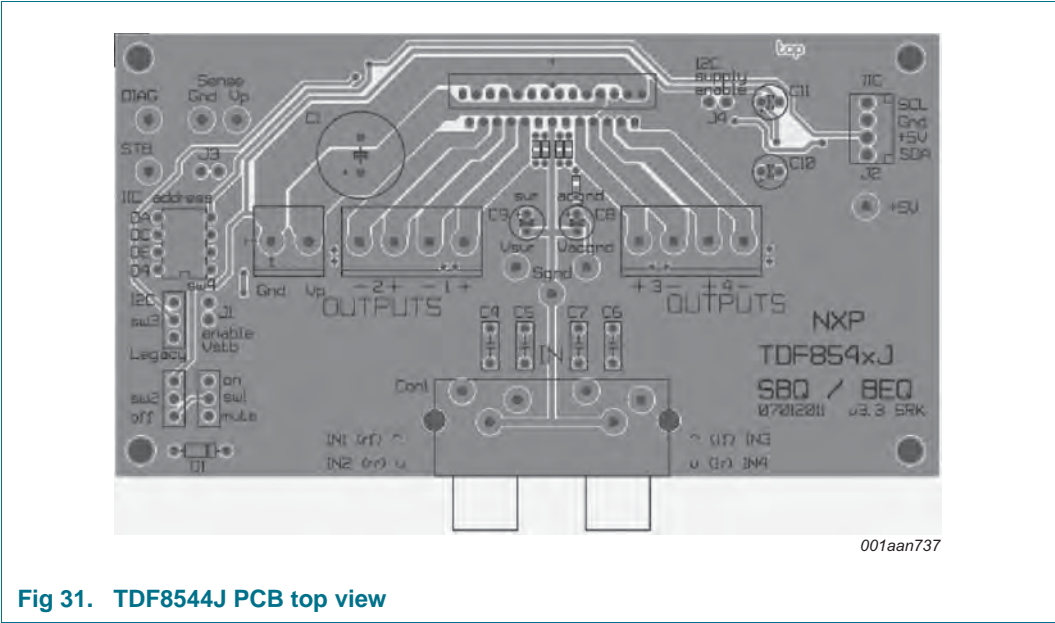 top
I2C
supply
enable
J4
C11
C10
IIC
SCL
Gnd
+5V
SDA
J2
+5V
Sense
Gnd Vp
DIAG
STB
J3
C1
IIC address
DA
DC
DE
D4
sw4
I2C
sw3
Legacy
J1
enable
Vstb
sw2
off
on
sw1
mute
D1
Gnd Vp
- 2 + - 1 +
OUTPUTS
svr acgnd
C9 C8
Vsvr Vacgnd
Sgnd
+ 3 - + 4 -
OUTPUTS
C4 C5 C7 C6
IN
Con1
IN1 (rf)
IN2 (rr)
(lf) IN3
(lr) IN4
NXP
TDF854xJ
SBQ / BEQ
07012011 v3.3 SRK
001aan737
Fig 31. TDF8544J PCB top view